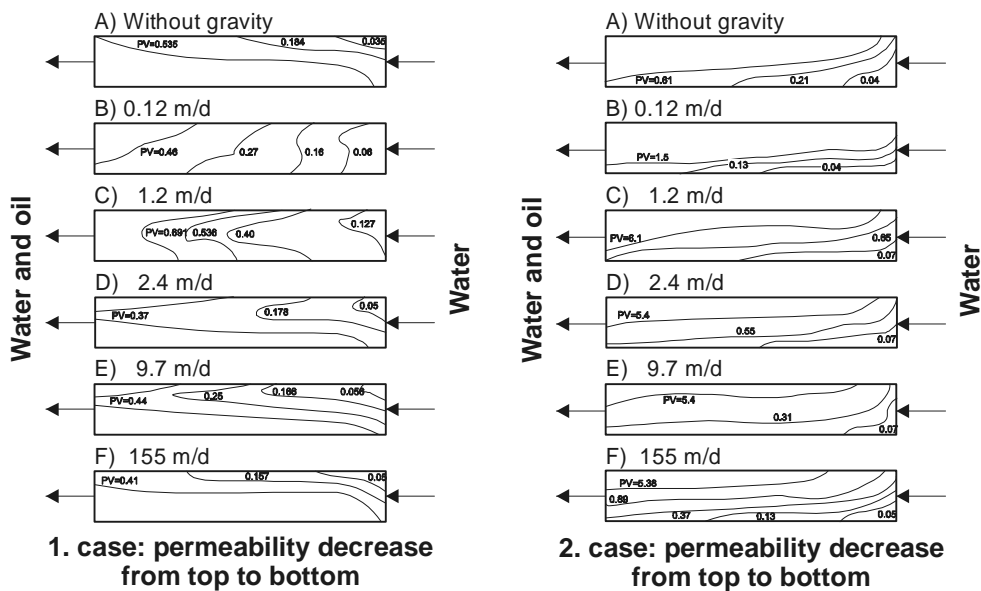 A) Without gravity
PV=0.535
0.184
0.035
B) 0.12 m/d
PV=0.46
0.27
0.16
0.06
C) 1.2 m/d
PV=0.691
0.536
0.40
0.127
D) 2.4 m/d
PV=0.37
0.178
0.05
E) 9.7 m/d
PV=0.44
0.25
0.166
0.056
F) 155 m/d
PV=0.41
0.157
0.05
Water and oil
Water
1. case: permeability decrease
from top to bottom
A) Without gravity
PV=0.61
0.21
0.04
B) 0.12 m/d
PV=1.5
0.13
0.04
C) 1.2 m/d
PV=6.1
0.65
0.07
D) 2.4 m/d
PV=5.4
0.55
0.07
E) 9.7 m/d
PV=5.4
0.31
0.07
F) 155 m/d
PV=5.38
0.89
0.37
0.13
0.05
Water and oil
Water
2. case: permeability decrease
from top to bottom